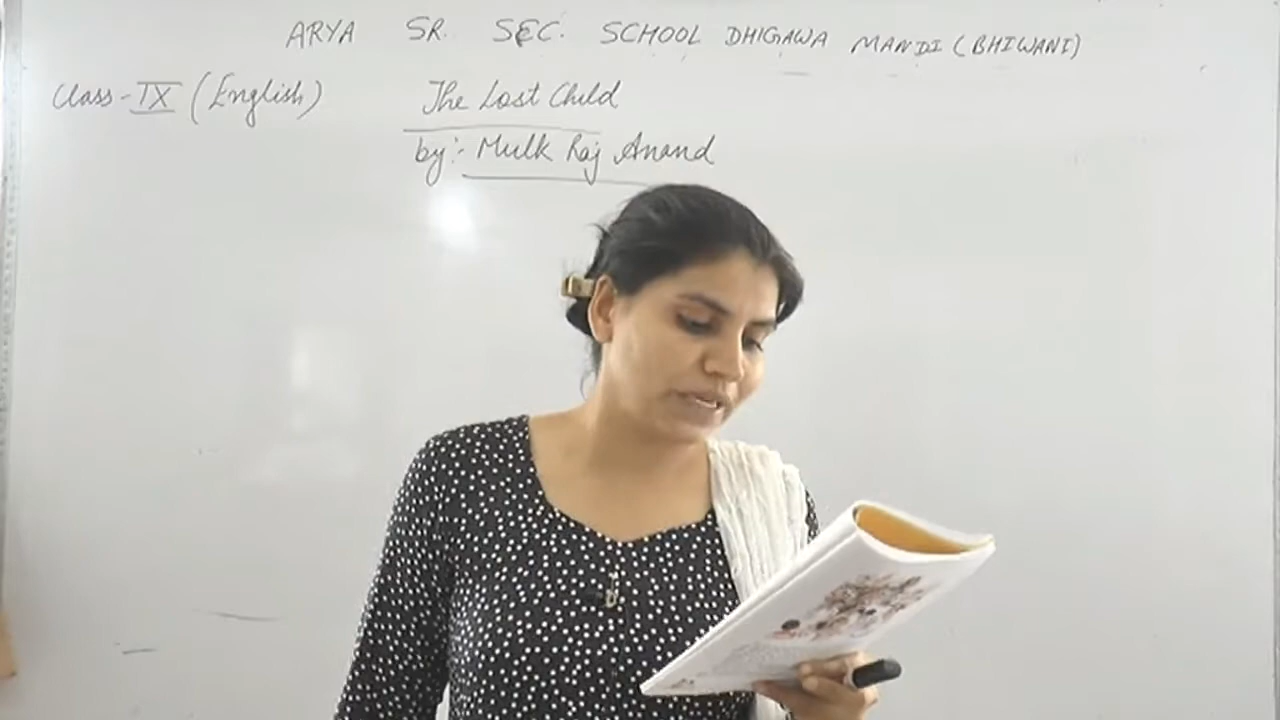 ARYA SR. SEC. SCHOOL DHIGAWA MANDI (BHIWANI)
Class - IX (English)
The Lost Child
by:- Mulk Raj Anand